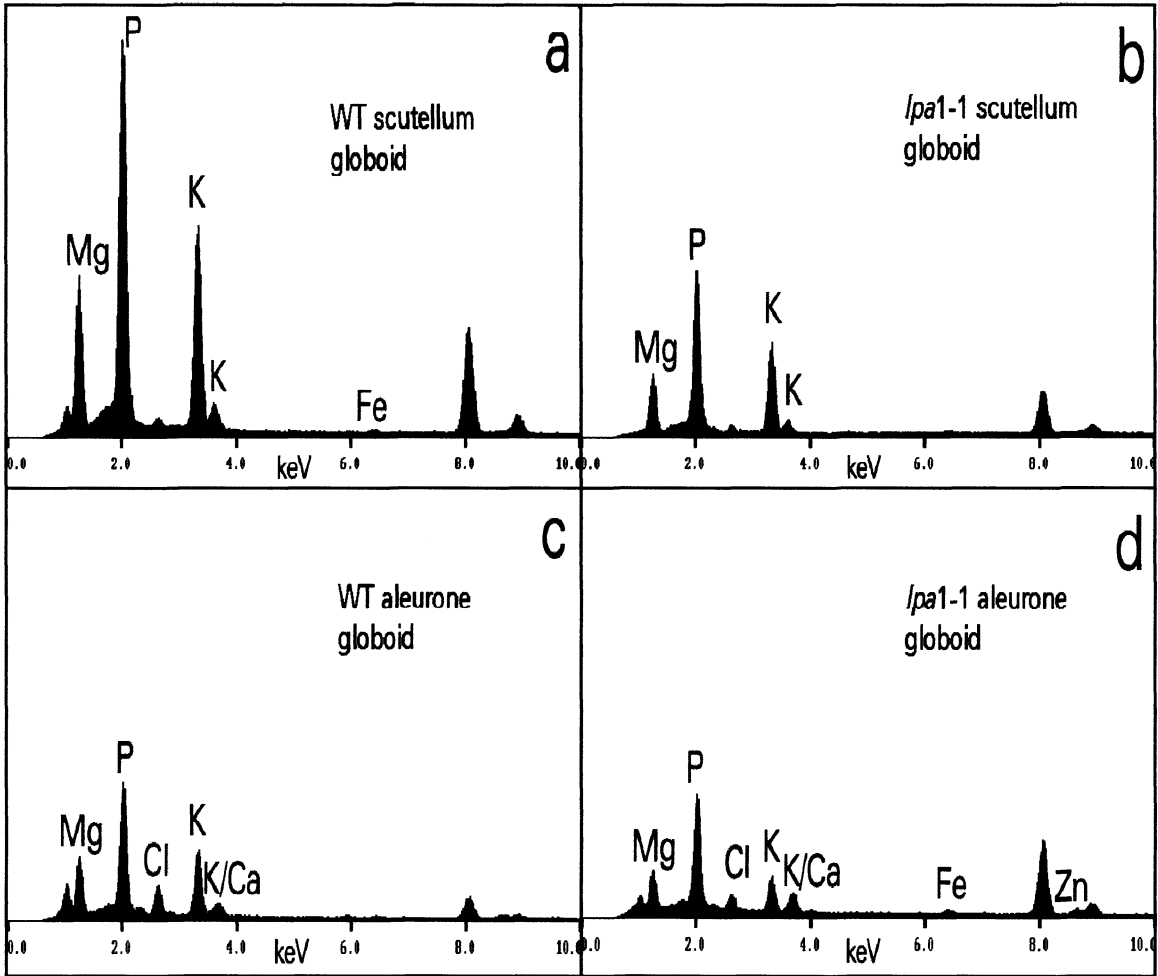 a
P
WT scutellum
globoid
K
Mg
K
Fe
0.0 2.0 4.0 6.0 8.0 10.0
keV
b
lpa1-1 scutellum
globoid
P
K
Mg
K
0.0 2.0 4.0 6.0 8.0 10.0
keV
c
WT aleurone
globoid
P
Mg
Cl
K
K/Ca
0.0 2.0 4.0 6.0 8.0 10.0
keV
d
lpa1-1 aleurone
globoid
P
Mg
Cl
K
K/Ca
Fe
Zn
0.0 2.0 4.0 6.0 8.0 10.0
keV